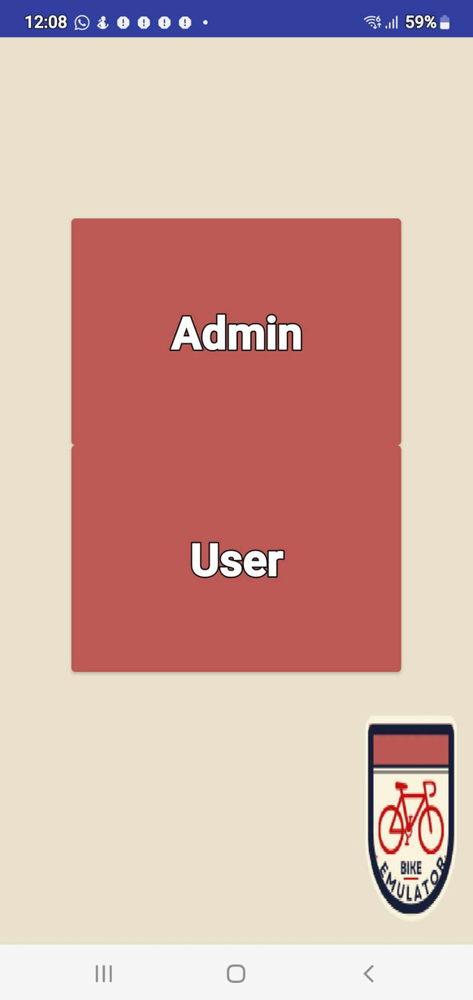 12:08
59%
Admin
User
BIKE
EMULATOR